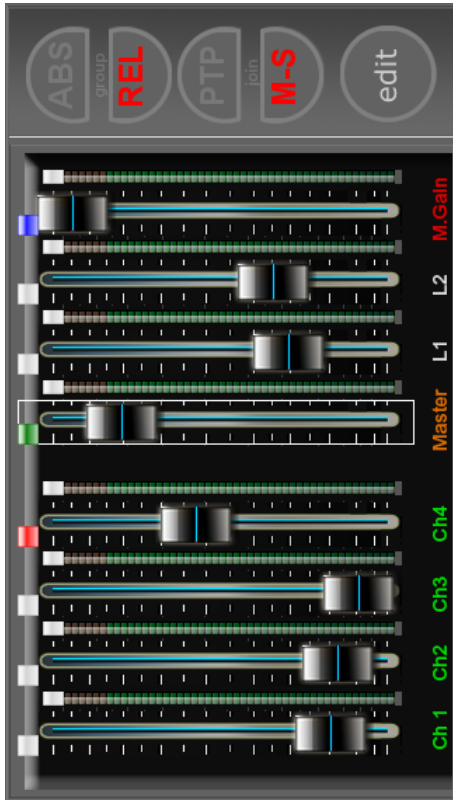 ABS
group
REL
PTP
join
M-S
edit
Ch 1 Ch2 Ch3 Ch4 Master L1 L2 M.Gain